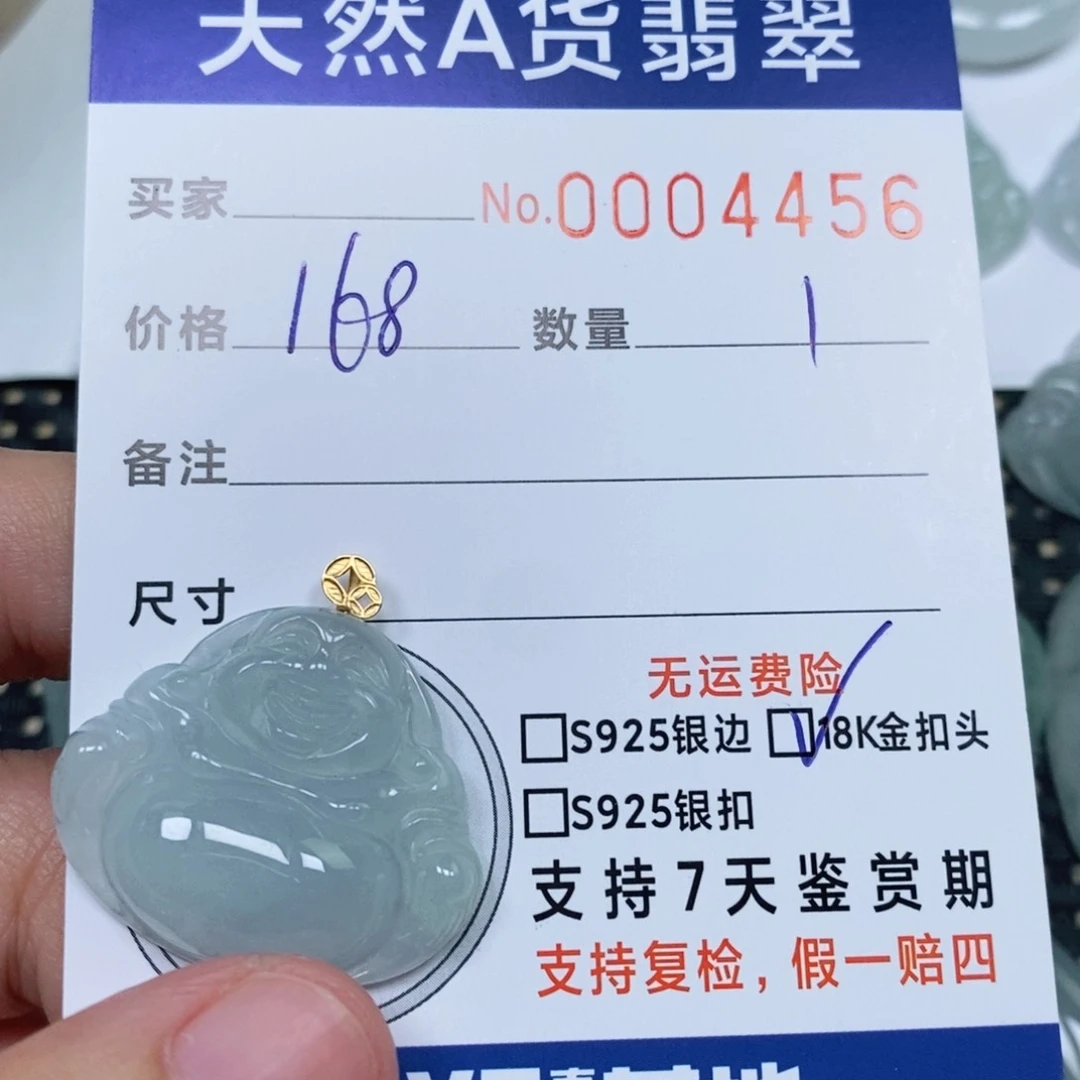 天然A货翡翠
买家 No.0004456
价格 168 数量 1
备注
尺寸
无运费险
S925银边 18K金扣头
S925银扣
支持7天鉴赏期
支持复检，假一赔四